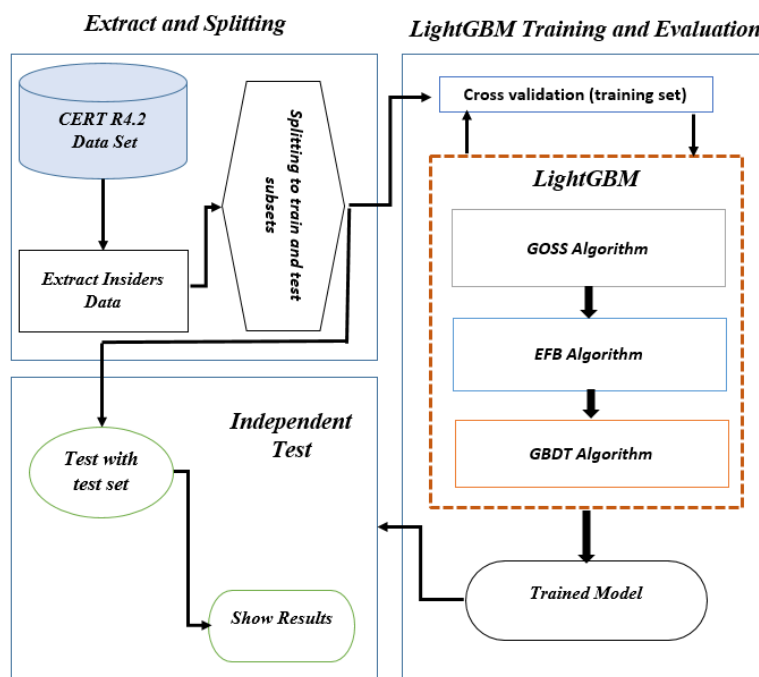 Extract and Splitting
CERT R4.2
Data Set
Extract Insiders
Data
Splitting to train and test
subsets
LightGBM Training and Evaluation
Cross validation (training set)
LightGBM
GOSS Algorithm
EFB Algorithm
GBDT Algorithm
Trained Model
Independent
Test
Test with
test set
Show Results